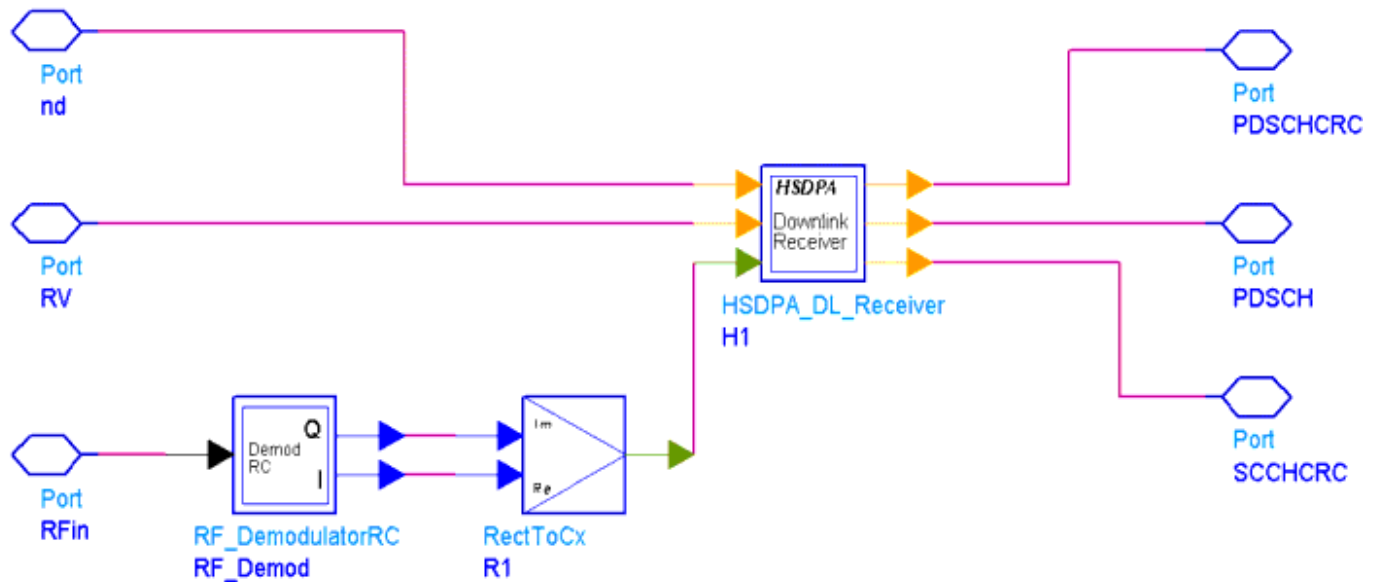 Port
nd
Port
PDSCHCRC
HSDPA
Downlink
Receiver
Port
RV
Port
PDSCH
HSDPA_DL_Receiver
H1
Q
Demod
RC
I
Im
Re
Port
SCCHCRC
Port
RFin
RF_DemodulatorRC
RF_Demod
RectToCx
R1